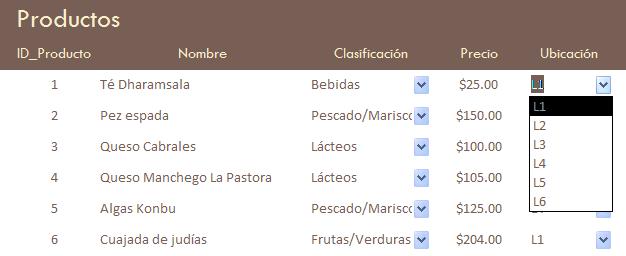 Productos
ID_Producto Nombre Clasificación Precio Ubicación
1 Té Dharamsala Bebidas $25.00 L1
L1
2 Pez espada Pescado/Marisco $150.00 L2
3 Queso Cabrales Lácteos $100.00 L3
4 Queso Manchego La Pastora Lácteos $105.00 L4
L5
5 Algas Konbu Pescado/Marisco $125.00 L6
6 Cuajada de judías Frutas/Verduras $204.00 L1